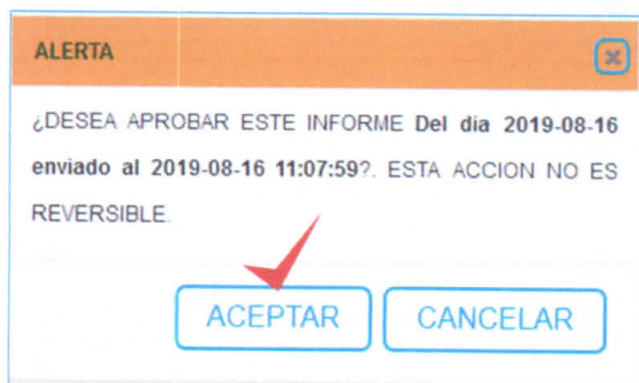 ALERTA
¿DESEA APROBAR ESTE INFORME Del dia 2019-08-16
enviado al 2019-08-16 11:07:59?. ESTA ACCION NO ES
REVERSIBLE.
ACEPTAR CANCELAR